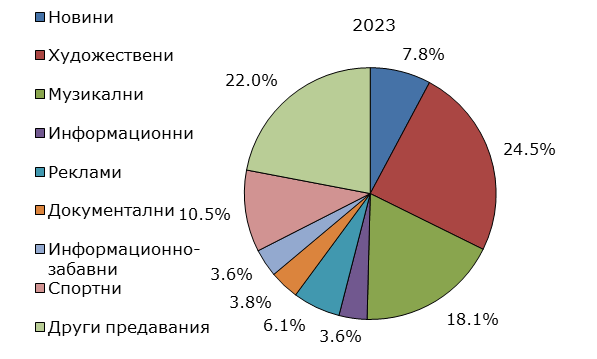 2023
Новини
Художествени
Музикални
Информационни
Реклами
Документални
Информационно-
забавни
Спортни
Други предавания
7.8%
24.5%
18.1%
3.6%
6.1%
3.8%
3.6%
10.5%
22.0%